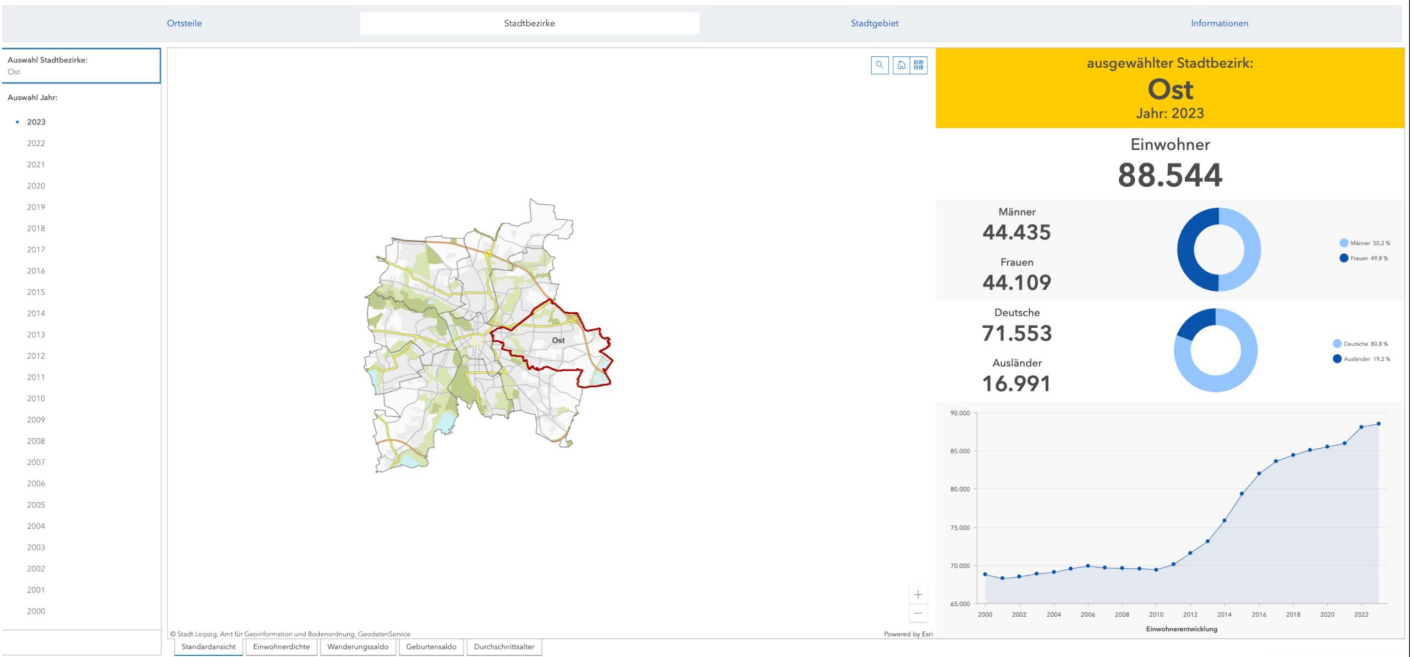 Ortsteile
Stadtbezirke
Stadtgebiet
Informationen
Auswahl Stadtbezirke:
Ost
Auswahl Jahr:
2023
2022
2021
2020
2019
2018
2017
2016
2015
2014
2013
2012
2011
2010
2009
2008
2007
2006
2005
2004
2003
2002
2001
2000
Ost
© Stadt Leipzig, Amt für Geoinformation und Bodenordnung, GeodatenService
Powered by Esri
Standardansicht
Einwohnerdichte
Wanderungssaldo
Geburtensaldo
Durchschnittsalter
ausgewählter Stadtbezirk:
Ost
Jahr: 2023
Einwohner
88.544
Männer
44.435
Frauen
44.109
Männer 50,2 %
Frauen 49,8 %
Deutsche
71.553
Ausländer
16.991
Deutsche 80,8 %
Ausländer 19,2 %
90.000
85.000
80.000
75.000
70.000
65.000
2000 2002 2004 2006 2008 2010 2012 2014 2016 2018 2020 2022
Einwohnerentwicklung